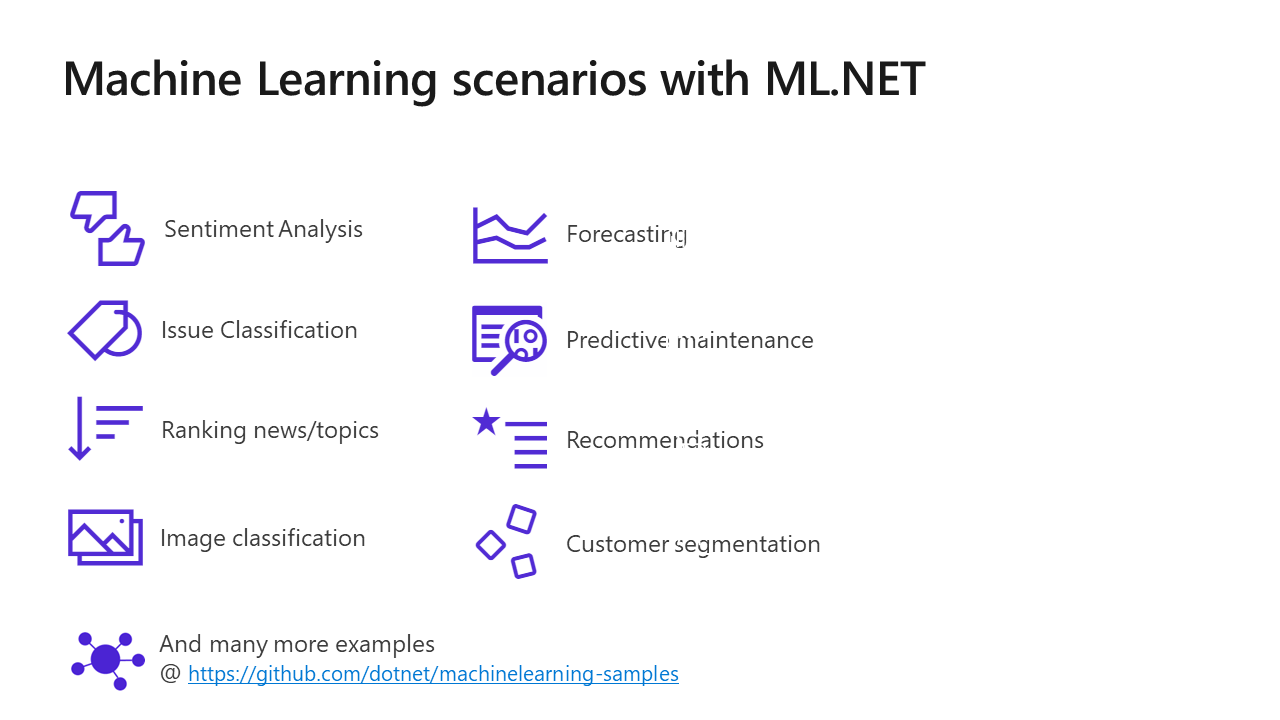 Machine Learning scenarios with ML.NET
Sentiment Analysis
Issue Classification
Ranking news/topics
Image classification
Forecasting
Predictive maintenance
Recommendations
Customer segmentation
And many more examples
@ https://github.com/dotnet/machinelearning-samples